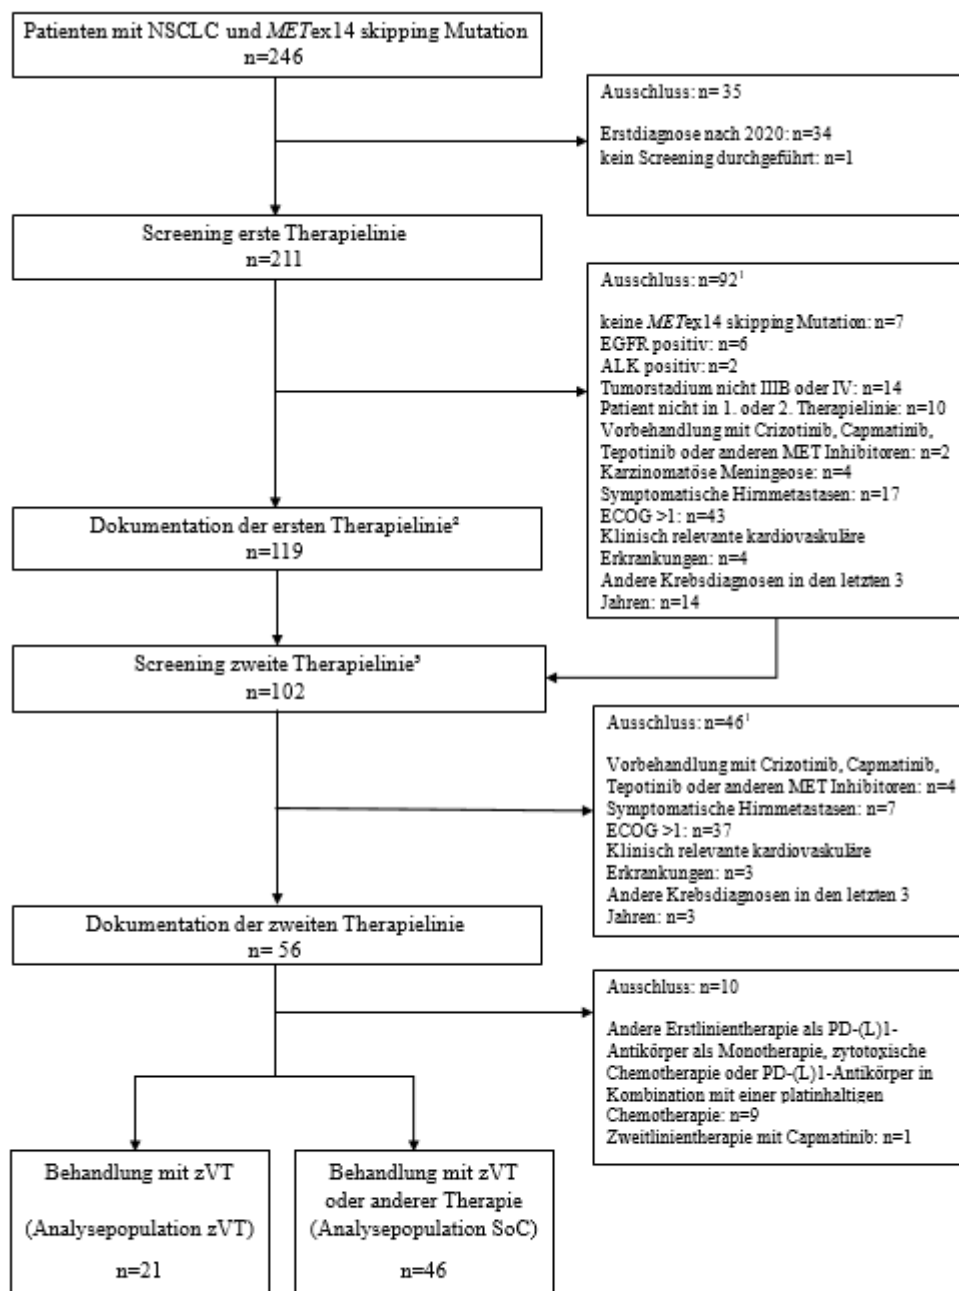 Patienten mit NSCLC und METex14 skipping Mutation
n=246
Ausschluss: n= 35
Erstdiagnose nach 2020: n=34
kein Screening durchgeführt: n=1
Screening erste Therapielinie
n=211
Ausschluss: n=92¹
keine METex14 skipping Mutation: n=7
EGFR positiv: n=6
ALK positiv: n=2
Tumorstadium nicht IIIB oder IV: n=14
Patient nicht in 1. oder 2. Therapielinie: n=10
Vorbehandlung mit Crizotinib, Capmatinib,
Tepotinib oder anderen MET Inhibitoren: n=2
Karzinomatöse Meningeose: n=4
Symptomatische Hirnmetastasen: n=17
ECOG >1: n=43
Klinisch relevante kardiovaskuläre
Erkrankungen: n=4
Andere Krebsdiagnosen in den letzten 3
Jahren: n=14
Dokumentation der ersten Therapielinie²
n=119
Screening zweite Therapielinie³
n=102
Ausschluss: n=46¹
Vorbehandlung mit Crizotinib, Capmatinib,
Tepotinib oder anderen MET Inhibitoren: n=4
Symptomatische Hirnmetastasen: n=7
ECOG >1: n=37
Klinisch relevante kardiovaskuläre
Erkrankungen: n=3
Andere Krebsdiagnosen in den letzten 3
Jahren: n=3
Dokumentation der zweiten Therapielinie
n= 56
Ausschluss: n=10
Andere Erstlinientherapie als PD-(L)1-
Antikörper als Monotherapie, zytotoxische
Chemotherapie oder PD-(L)1-Antikörper in
Kombination mit einer platinhaltigen
Chemotherapie: n=9
Zweitlinientherapie mit Capmatinib: n=1
Behandlung mit zVT
(Analysepopulation zVT)
n=21
Behandlung mit zVT
oder anderer Therapie
(Analysepopulation SoC)
n=46